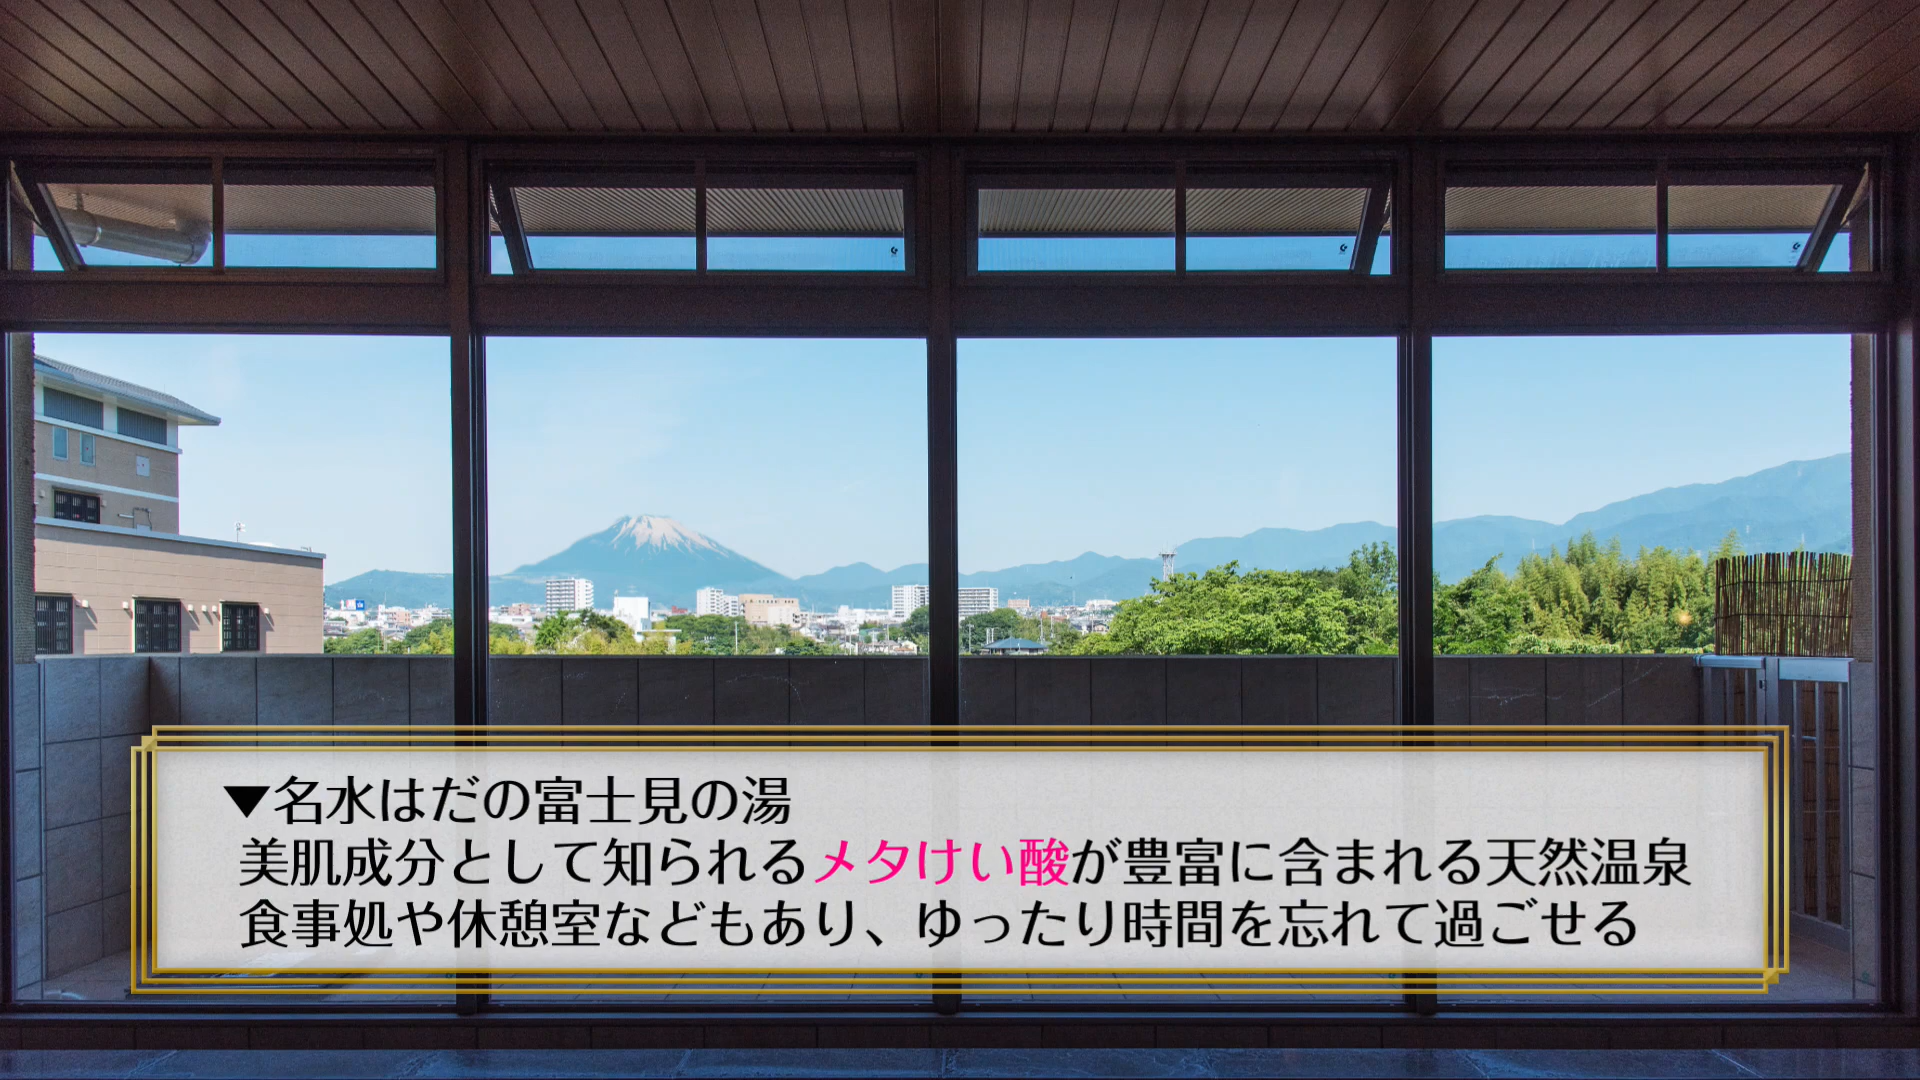 ▼名水はだの富士見の湯
美肌成分として知られるメタけい酸が豊富に含まれる天然温泉
食事処や休憩室などもあり、ゆったり時間を忘れて過ごせる